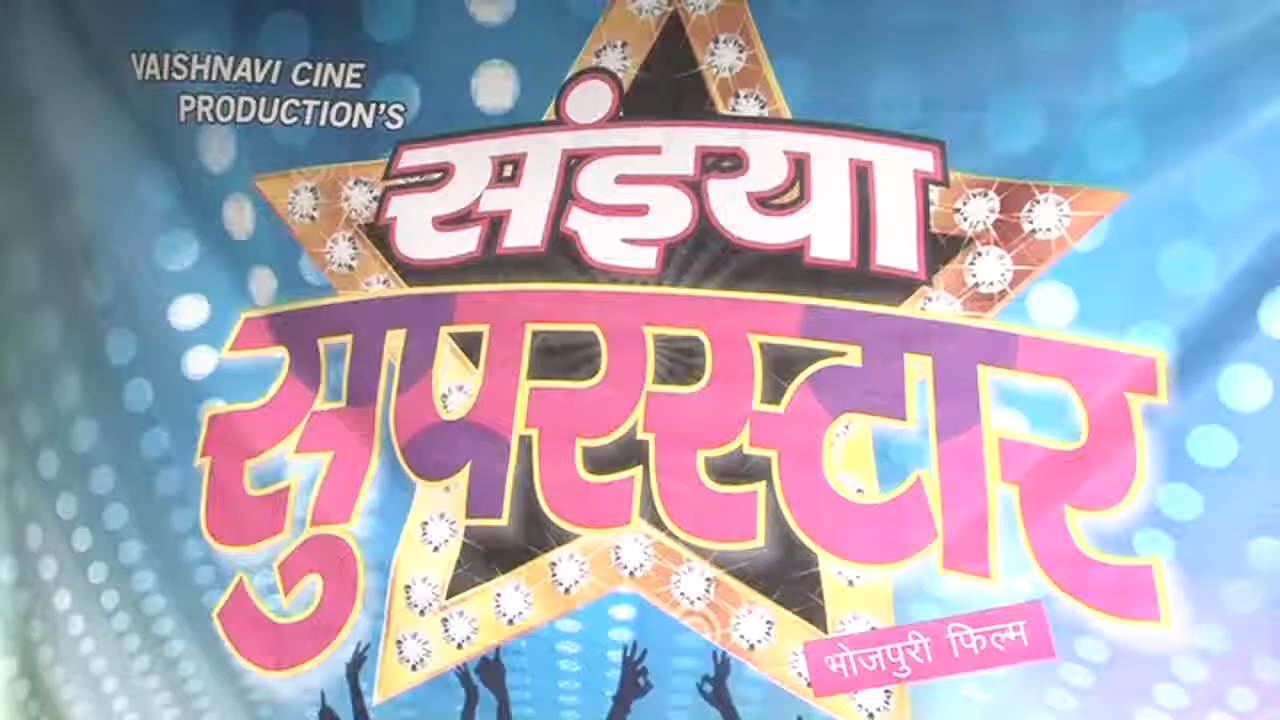 VAISHNAVI CINE
PRODUCTION'S
संइया
सुपरस्टार
भोजपुरी फिल्म